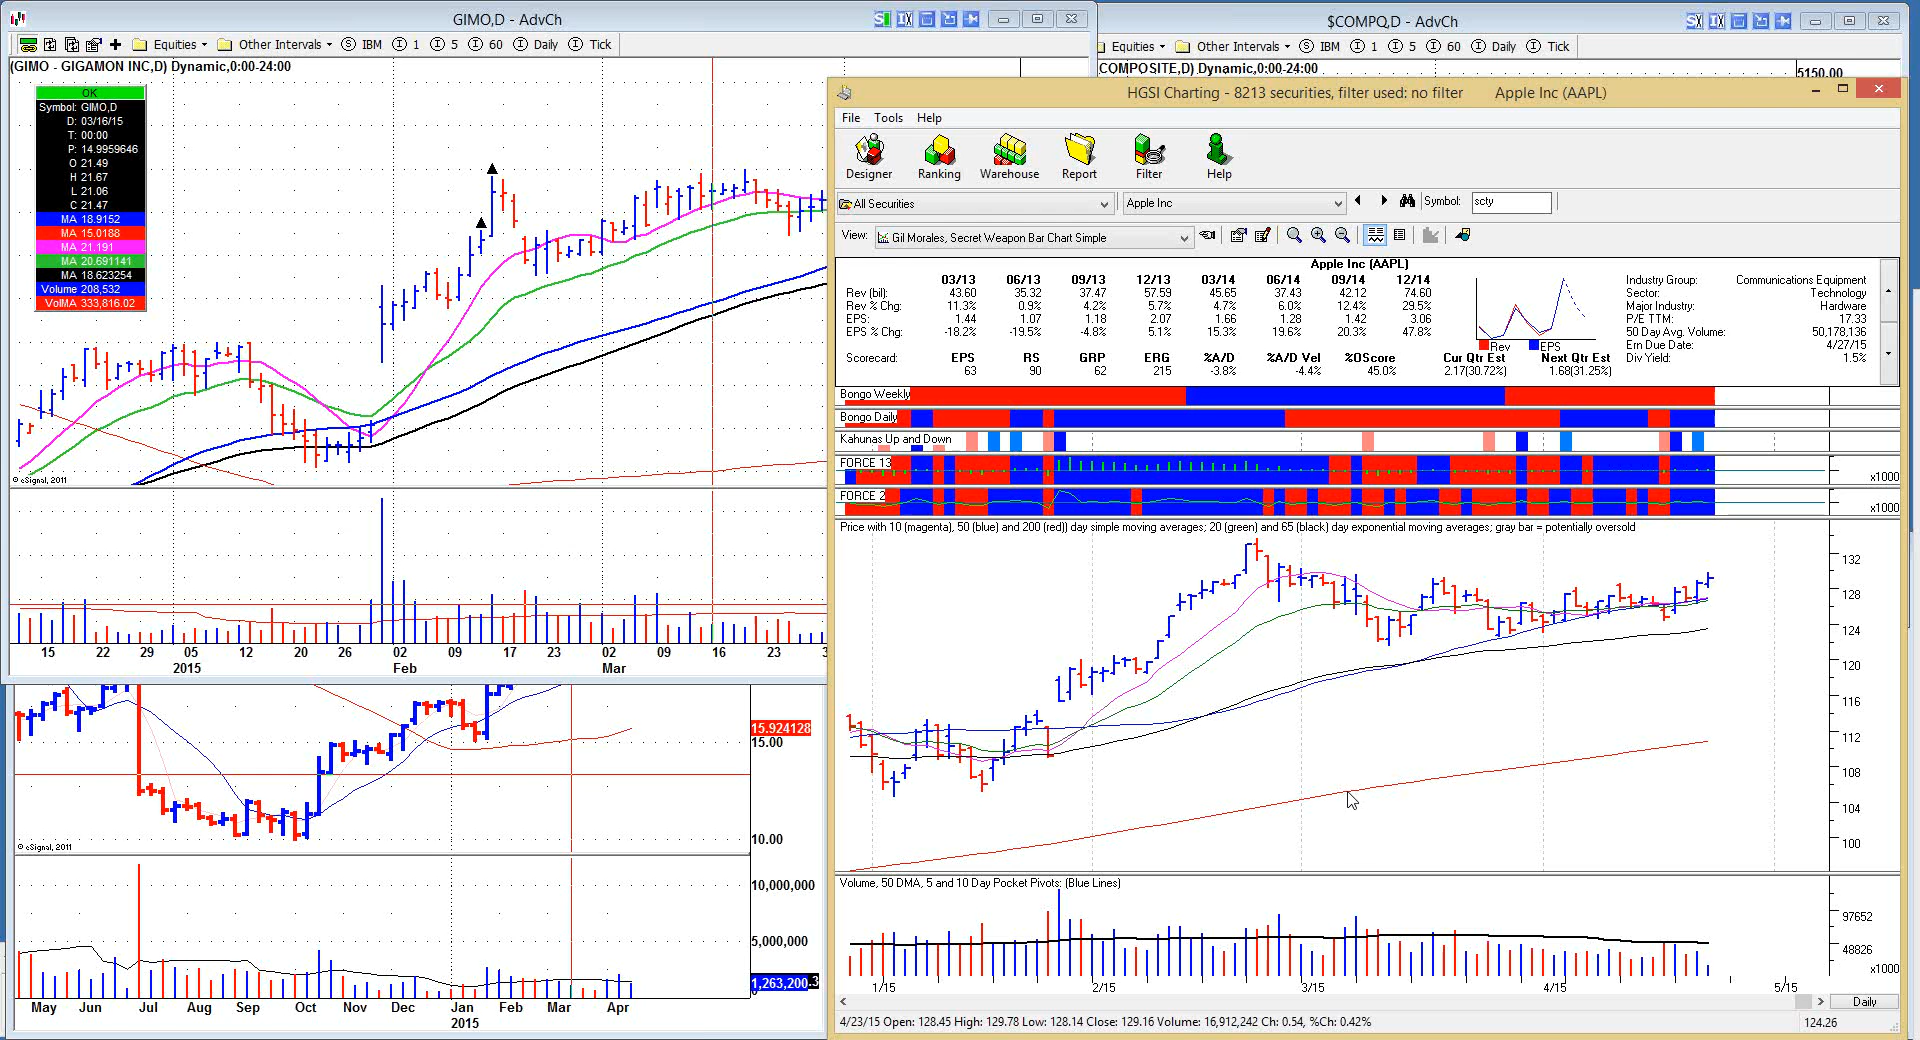 GIMO,D - AdvCh
Equities Other Intervals IBM 1 5 60 Daily Tick
(GIMO - GIGAMON INC,D) Dynamic,0:00-24:00
OK
Symbol: GIMO,D
D: 03/16/15
T: 00:00
P: 14.9959646
O 21.49
H 21.67
L 21.06
C 21.47
MA 18.9152
MA 15.0188
MA 21.191
MA 20.691141
MA 18.623254
Volume 208,532
VolMA 333,816.02
© eSignal, 2011
15 22 29 05 12 20 26 02 09 17 23 02 09 16 23
2015 Feb Mar
15.924128
15.00
10.00
© eSignal, 2011
10,000,000
5,000,000
1,263,200.3
May Jun Jul Aug Sep Oct Nov Dec Jan Feb Mar Apr
2015
$COMPQ,D - AdvCh
Equities Other Intervals IBM 1 5 60 Daily Tick
COMPOSITE,D) Dynamic,0:00-24:00
5150.00
HGSI Charting - 8213 securities, filter used: no filter Apple Inc (AAPL)
File Tools Help
Designer Ranking Warehouse Report Filter Help
All Securities Apple Inc Symbol: scty
View: Gil Morales, Secret Weapon Bar Chart Simple
Apple Inc (AAPL)
03/13 06/13 09/13 12/13 03/14 06/14 09/14 12/14
Rev (bil): 43.60 35.32 37.47 57.59 45.65 37.43 42.12 74.60
Rev % Chg: 11.3% 0.9% 4.2% 5.7% 4.7% 6.0% 12.4% 29.5%
EPS: 1.44 1.07 1.18 2.07 1.66 1.28 1.42 3.06
EPS % Chg: -18.2% -19.5% -4.8% 5.1% 15.3% 19.6% 20.3% 47.8%
Scorecard: EPS RS GRP ERG %A/D %A/D Vel %OScore Cur Qtr Est Next Qtr Est
63 90 62 215 -3.8% -4.4% 45.0% 2.17(30.72%) 1.68(31.25%)
Rev EPS
Industry Group: Communications Equipment
Sector: Technology
Major Industry: Hardware
P/E TTM: 17.33
50 Day Avg. Volume: 50,178,136
Ern Due Date: 4/27/15
Div Yield: 1.5%
Bongo Weekly
Bongo Daily
Kahunas Up and Down
FORCE 13
x1000
FORCE 2
x1000
Price with 10 (magenta), 50 (blue) and 200 (red)) day simple moving averages; 20 (green) and 65 (black) day exponential moving averages; gray bar = potentially oversold
132
128
124
120
116
112
108
104
100
Volume, 50 DMA, 5 and 10 Day Pocket Pivots: (Blue Lines)
97652
48826
x1000
1/15 2/15 3/15 4/15 5/15
Daily
4/23/15 Open: 128.45 High: 129.78 Low: 128.14 Close: 129.16 Volume: 16,912,242 Ch: 0.54, %Ch: 0.42%
124.26